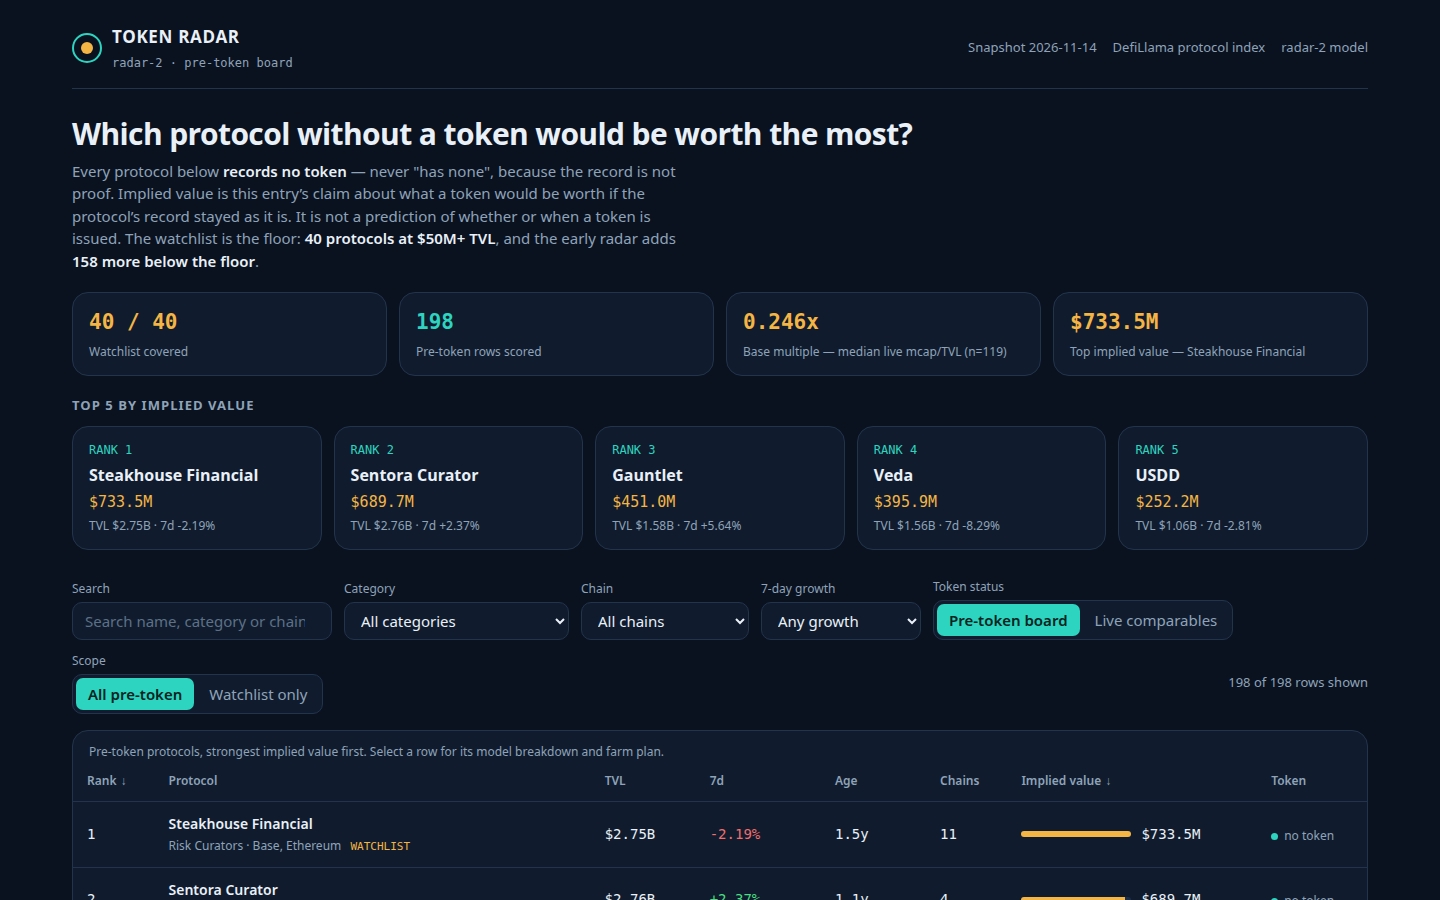 TOKEN RADAR
radar-2 · pre-token board
Snapshot 2026-11-14 DefiLlama protocol index radar-2 model
Which protocol without a token would be worth the most?
Every protocol below records no token — never "has none", because the record is not
proof. Implied value is this entry’s claim about what a token would be worth if the
protocol’s record stayed as it is. It is not a prediction of whether or when a token is
issued. The watchlist is the floor: 40 protocols at $50M+ TVL, and the early radar adds
158 more below the floor.
40 / 40
Watchlist covered
198
Pre-token rows scored
0.246x
Base multiple — median live mcap/TVL (n=119)
$733.5M
Top implied value — Steakhouse Financial
TOP 5 BY IMPLIED VALUE
RANK 1
Steakhouse Financial
$733.5M
TVL $2.75B · 7d -2.19%
RANK 2
Sentora Curator
$689.7M
TVL $2.76B · 7d +2.37%
RANK 3
Gauntlet
$451.0M
TVL $1.58B · 7d +5.64%
RANK 4
Veda
$395.9M
TVL $1.56B · 7d -8.29%
RANK 5
USDD
$252.2M
TVL $1.06B · 7d -2.81%
Search
Search name, category or chain
Category
All categories
Chain
All chains
7-day growth
Any growth
Token status
Pre-token board Live comparables
Scope
All pre-token Watchlist only
198 of 198 rows shown
Pre-token protocols, strongest implied value first. Select a row for its model breakdown and farm plan.
Rank ↓ Protocol TVL 7d Age Chains Implied value ↓ Token
1 Steakhouse Financial $2.75B -2.19% 1.5y 11 $733.5M no token
Risk Curators · Base, Ethereum WATCHLIST
2 Sentora Curator $2.76B +2.37% 1.1y 4 $689.7M no token